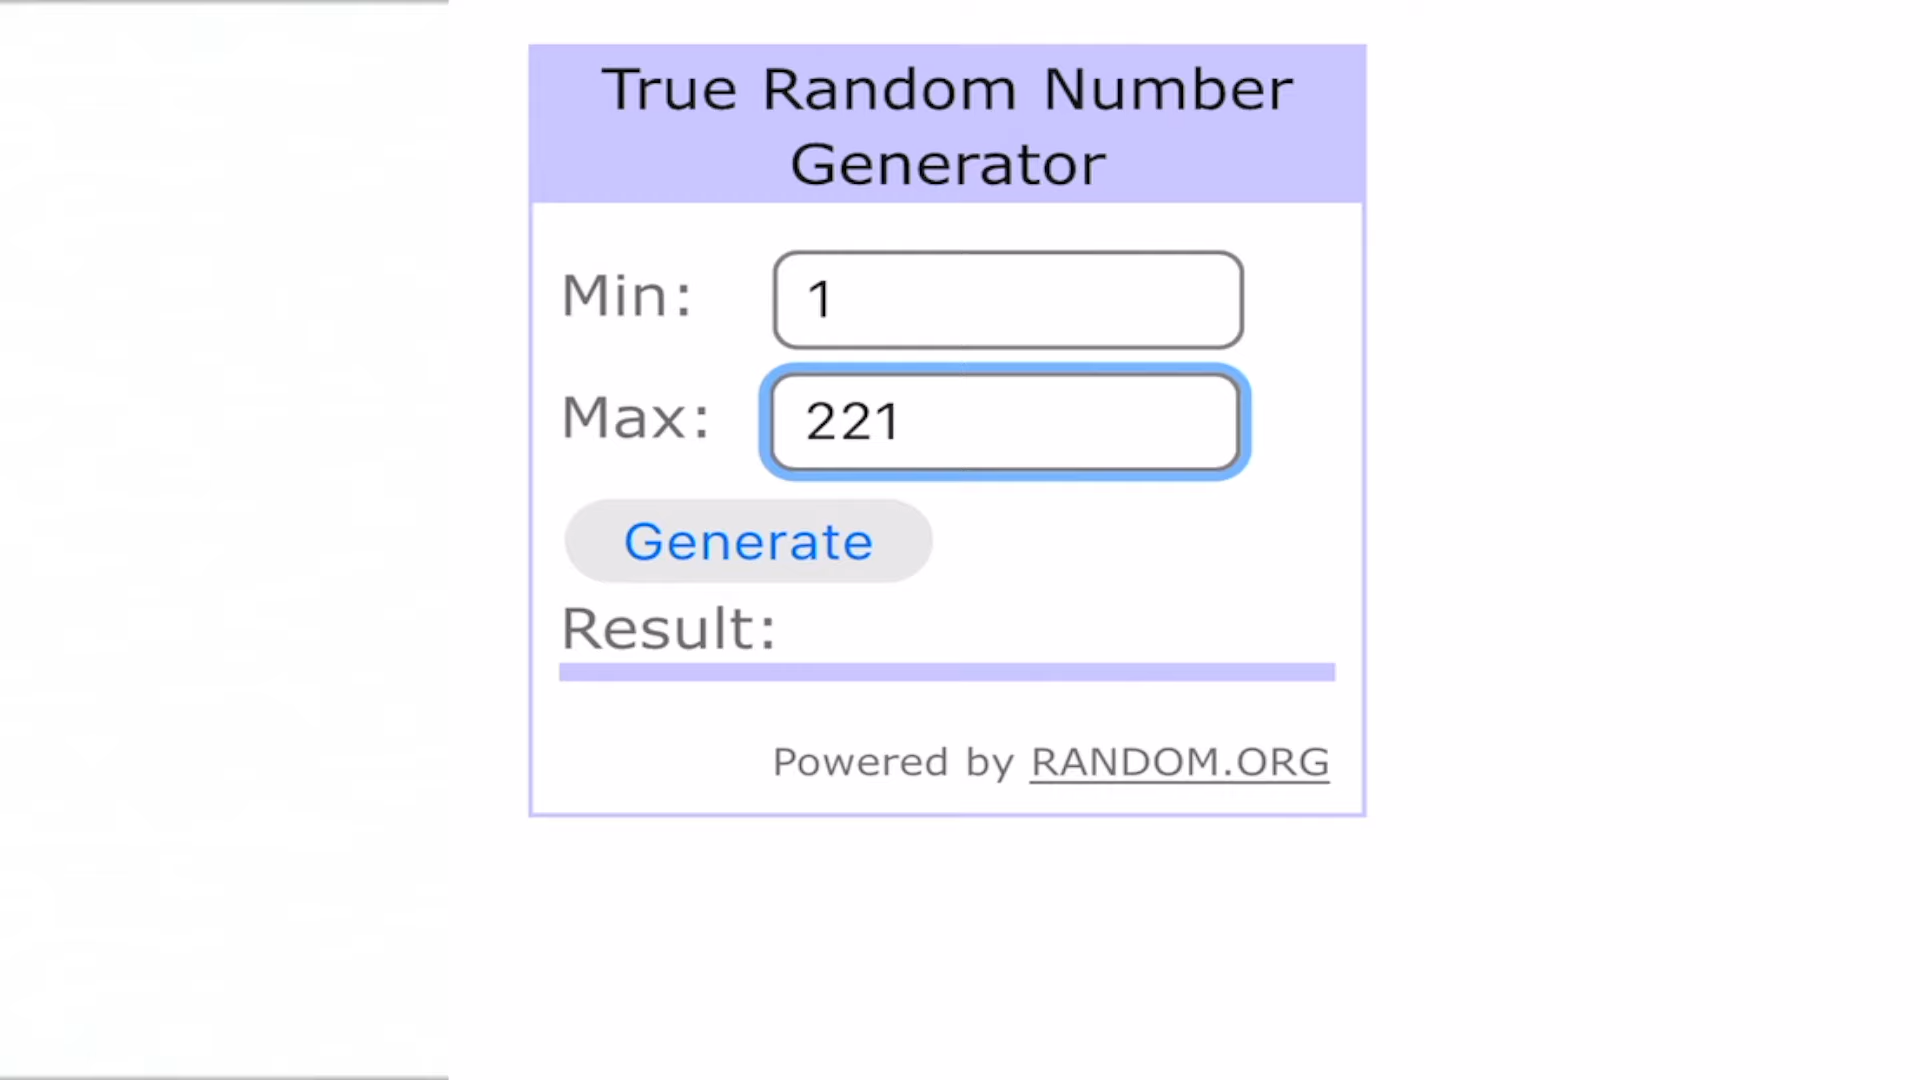 True Random Number
Generator
Min: 1
Max: 221
Generate
Result:
Powered by RANDOM.ORG